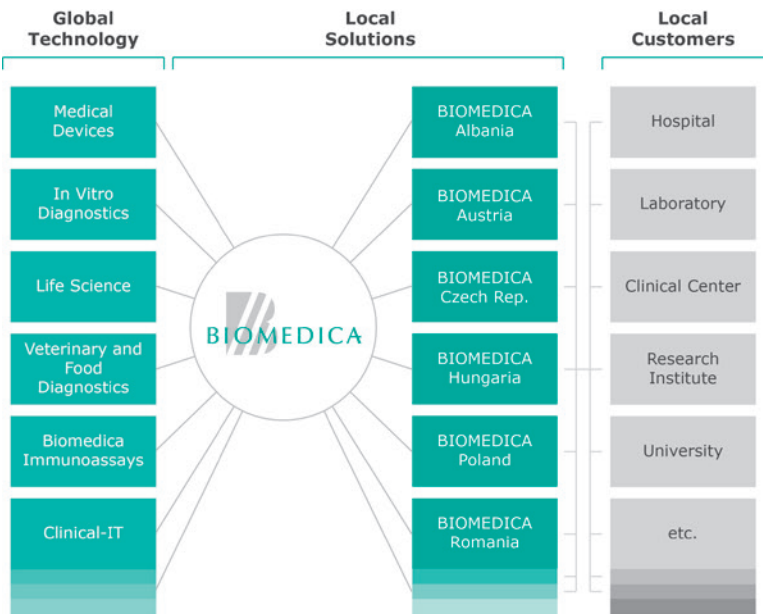 Global
Technology
Local
Solutions
Local
Customers
Medical
Devices
In Vitro
Diagnostics
Life Science
Veterinary and
Food
Diagnostics
Biomedica
Immunoassays
Clinical-IT
BIOMEDICA
BIOMEDICA
Albania
BIOMEDICA
Austria
BIOMEDICA
Czech Rep.
BIOMEDICA
Hungaria
BIOMEDICA
Poland
BIOMEDICA
Romania
Hospital
Laboratory
Clinical Center
Research
Institute
University
etc.